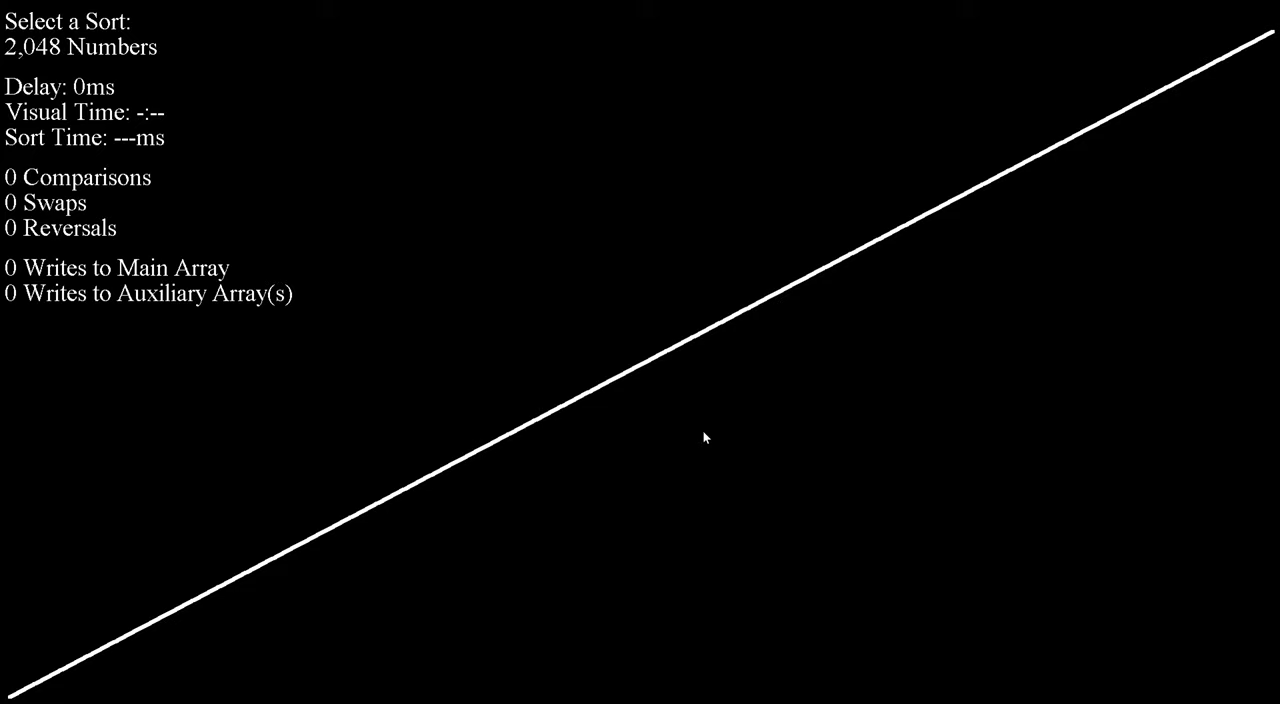 Select a Sort:
2,048 Numbers
Delay: 0ms
Visual Time: -:--
Sort Time: ---ms
0 Comparisons
0 Swaps
0 Reversals
0 Writes to Main Array
0 Writes to Auxiliary Array(s)